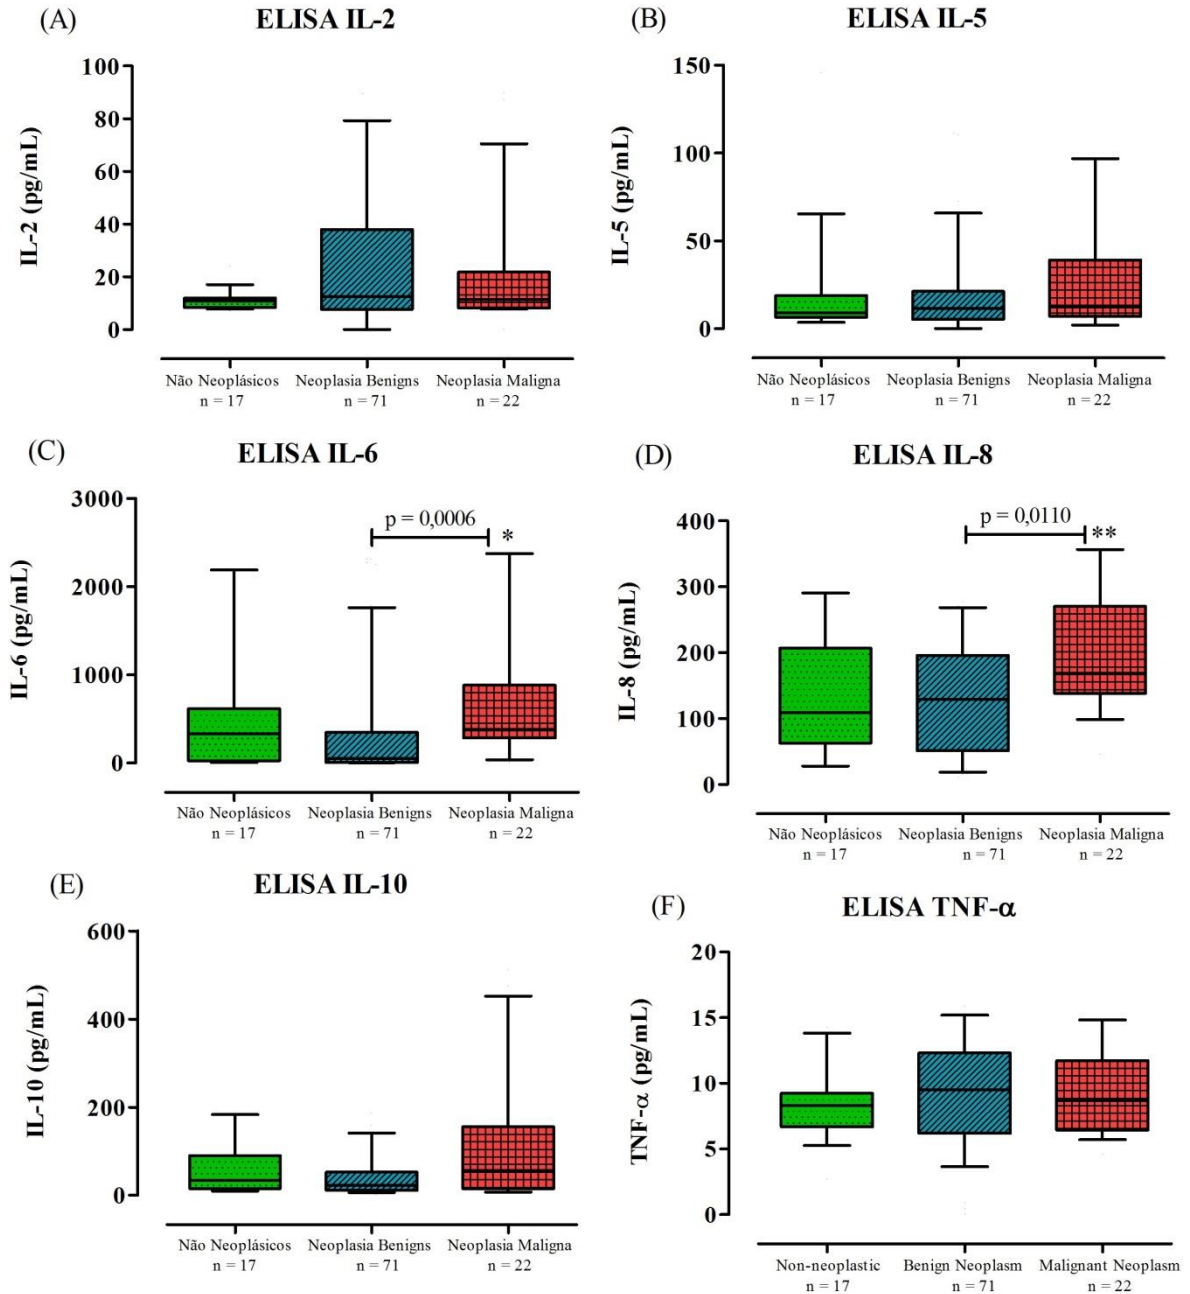 (A) ELISA IL-2
IL-2 (pg/mL)
100
80
60
40
20
0
Não Neoplásicos Neoplasia Benigns Neoplasia Maligna
n = 17 n = 71 n = 22
(B) ELISA IL-5
IL-5 (pg/mL)
150
100
50
0
Não Neoplásicos Neoplasia Benigns Neoplasia Maligna
n = 17 n = 71 n = 22
(C) ELISA IL-6
IL-6 (pg/mL)
3000
2000
1000
0
p = 0,0006 *
Não Neoplásicos Neoplasia Benigns Neoplasia Maligna
n = 17 n = 71 n = 22
(D) ELISA IL-8
IL-8 (pg/mL)
400
300
200
100
0
p = 0,0110 **
Não Neoplásicos Neoplasia Benigns Neoplasia Maligna
n = 17 n = 71 n = 22
(E) ELISA IL-10
IL-10 (pg/mL)
600
400
200
0
Não Neoplásicos Neoplasia Benigns Neoplasia Maligna
n = 17 n = 71 n = 22
(F) ELISA TNF-α
TNF-α (pg/mL)
20
15
10
5
0
Non-neoplastic Benign Neoplasm Malignant Neoplasm
n = 17 n = 71 n = 22